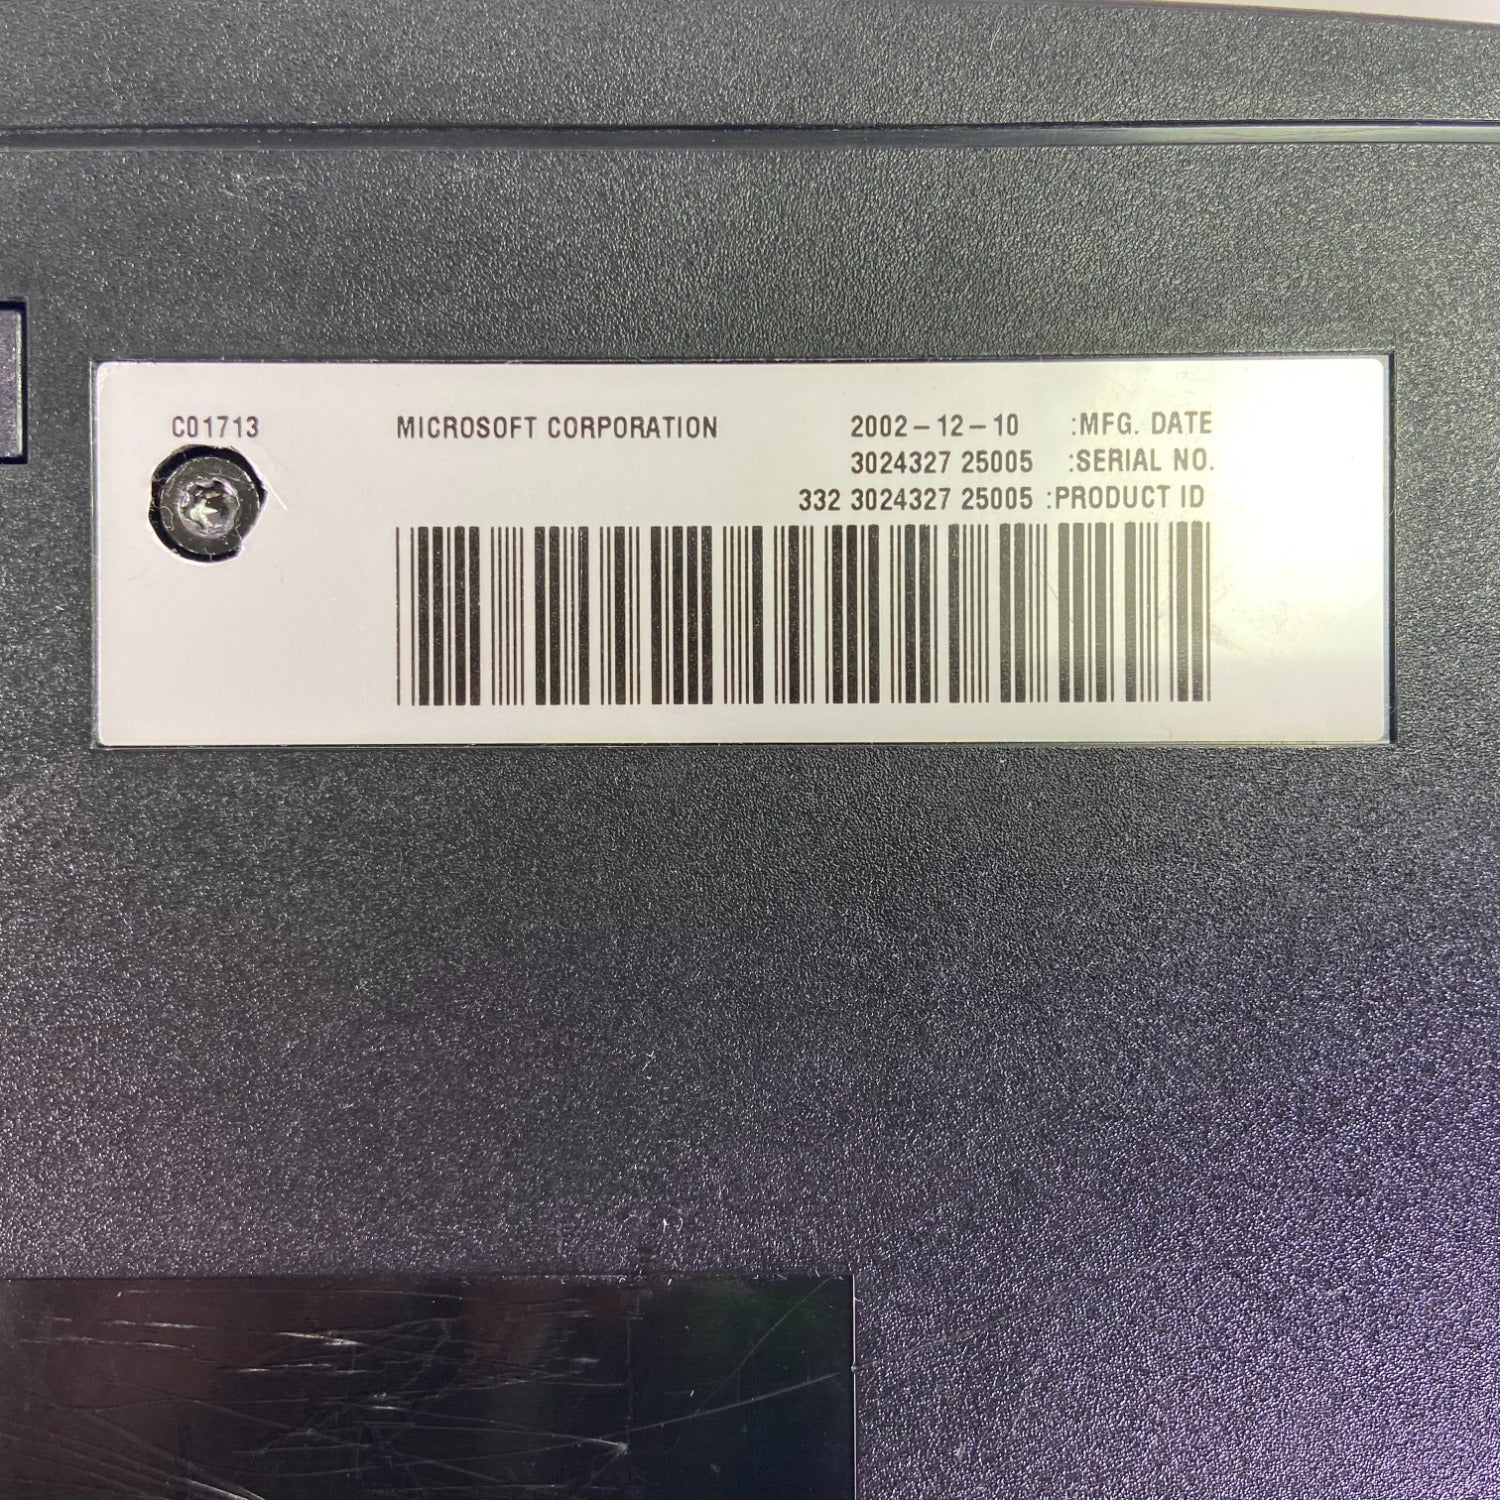 C01713 MICROSOFT CORPORATION 2002-12-10 :MFG. DATE
3024327 25005 :SERIAL NO.
332 3024327 25005 :PRODUCT ID